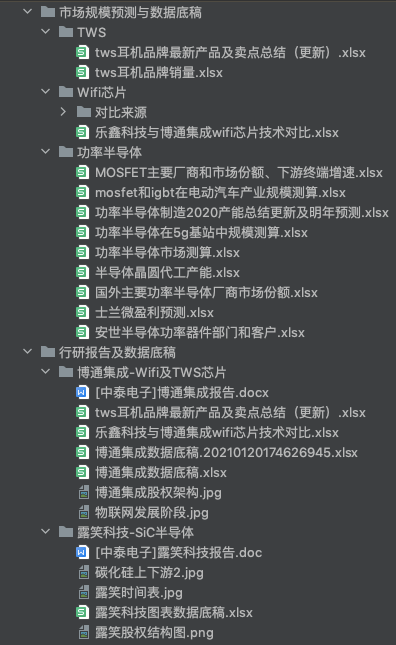 市场规模预测与数据底稿
TWS
tws耳机品牌最新产品及卖点总结（更新）.xlsx
tws耳机品牌销量.xlsx
Wifi芯片
对比来源
乐鑫科技与博通集成wifi芯片技术对比.xlsx
功率半导体
MOSFET主要厂商和市场份额、下游终端增速.xlsx
mosfet和igbt在电动汽车产业规模测算.xlsx
功率半导体制造2020产能总结更新及明年预测.xlsx
功率半导体在5g基站中规模测算.xlsx
功率半导体市场测算.xlsx
半导体晶圆代工产能.xlsx
国外主要功率半导体厂商市场份额.xlsx
士兰微盈利预测.xlsx
安世半导体功率器件部门和客户.xlsx
行研报告及数据底稿
博通集成-Wifi及TWS芯片
[中泰电子]博通集成报告.docx
tws耳机品牌最新产品及卖点总结（更新）.xlsx
乐鑫科技与博通集成wifi芯片技术对比.xlsx
博通集成数据底稿.20210120174626945.xlsx
博通集成数据底稿.xlsx
博通集成股权架构.jpg
物联网发展阶段.jpg
露笑科技-SiC半导体
[中泰电子]露笑科技报告.doc
碳化硅上下游2.jpg
露笑时间表.jpg
露笑科技图表数据底稿.xlsx
露笑股权结构图.png